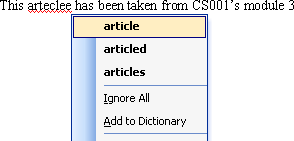 This arteclee has been taken from CS001's module 3
article
articled
articles
Ignore All
Add to Dictionary